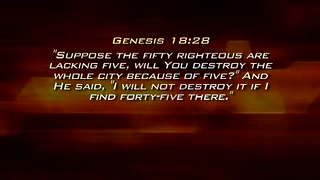 Genesis 18:28
"Suppose the fifty righteous are
lacking five, will You destroy the
whole city because of five?" And
He said, "I will not destroy it if I
find forty-five there."